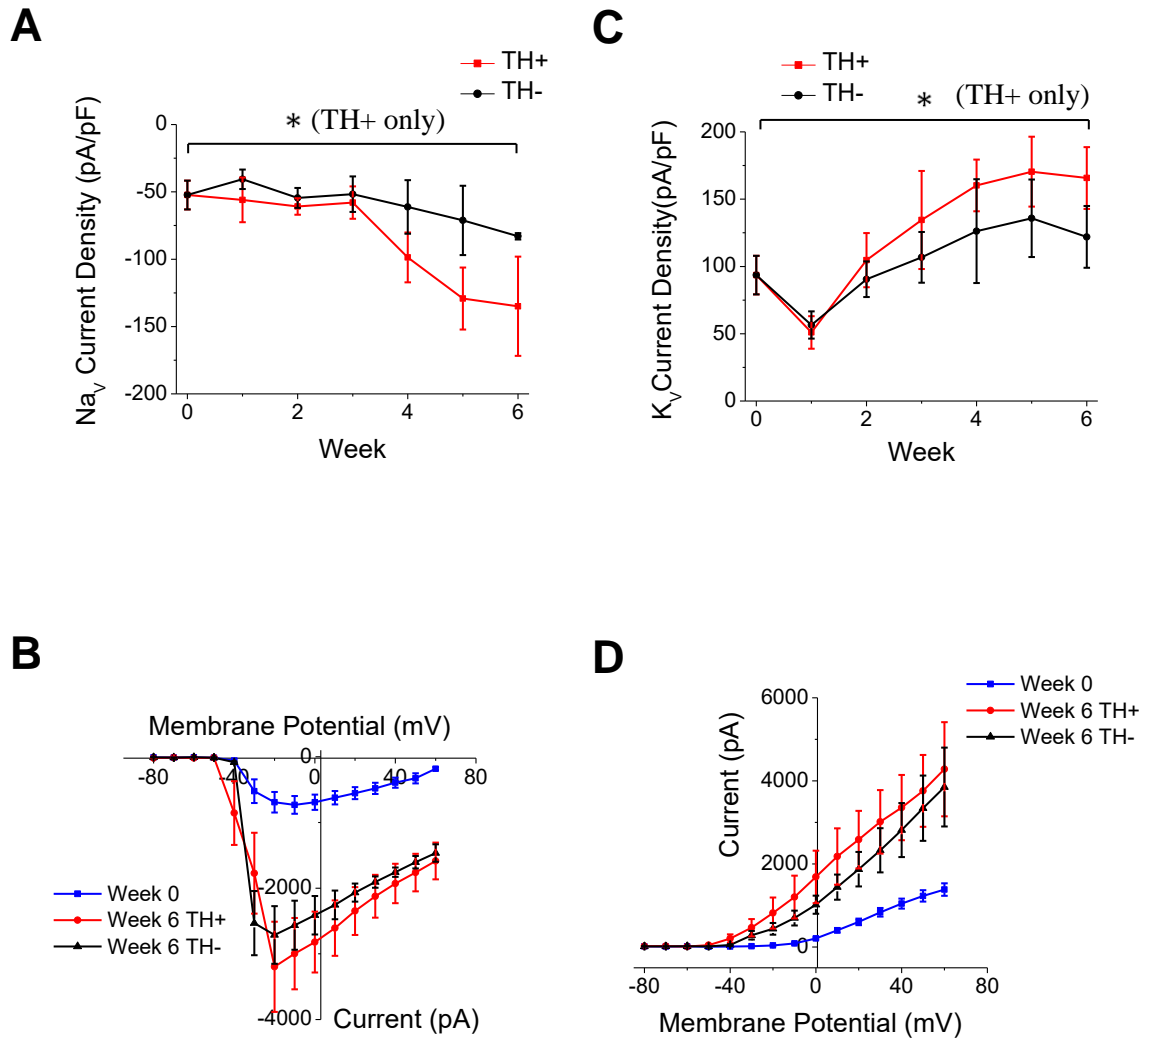 A
TH+
TH-
* (TH+ only)
Na_V Current Density (pA/pF)
0
-50
-100
-150
-200
0 2 4 6
Week
C
TH+
TH-
* (TH+ only)
K_V Current Density(pA/pF)
200
150
100
50
0
0 2 4 6
Week
B
Membrane Potential (mV)
-80 -40 0 80
0
-2000
-4000
Current (pA)
Week 0
Week 6 TH+
Week 6 TH-
40
D
Week 0
Week 6 TH+
Week 6 TH-
Current (pA)
6000
4000
2000
0
-80 -40 0 40 80
Membrane Potential (mV)